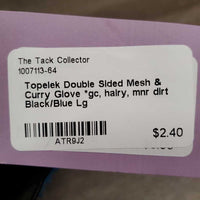 The Tack Collector
1007113-64
Topelek Double Sided Mesh &
Curry Glove *gc, hairy, mnr dirt
Black/Blue Lg
$2.40
ATR9J2